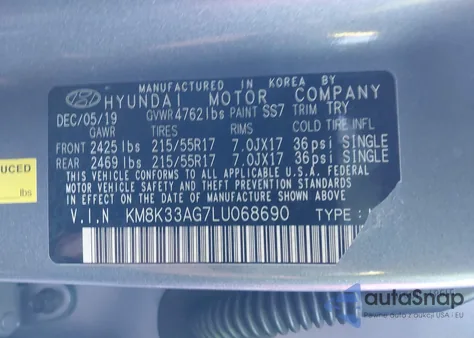 MANUFACTURED IN KOREA BY
HYUNDAI MOTOR COMPANY
DEC/05/19 GVWR 4762 lbs PAINT SS7 TRIM TRY
GAWR TIRES RIMS COLD TIRE INFL
FRONT 2425 lbs 215/55R17 7.0JX17 36psi SINGLE
REAR 2469 lbs 215/55R17 7.0JX17 36psi SINGLE
THIS VEHICLE CONFORMS TO ALL APPLICABLE U.S.A. FEDERAL
MOTOR VEHICLE SAFETY, BUMPER, AND THEFT PREVENTION
STANDARDS IN EFFECT ON THE DATE OF MANUFACTURE SHOWN ABOVE.
V.I.N KM8K33AG7LU068690 TYPE:
UCED
lbs
autoSnap